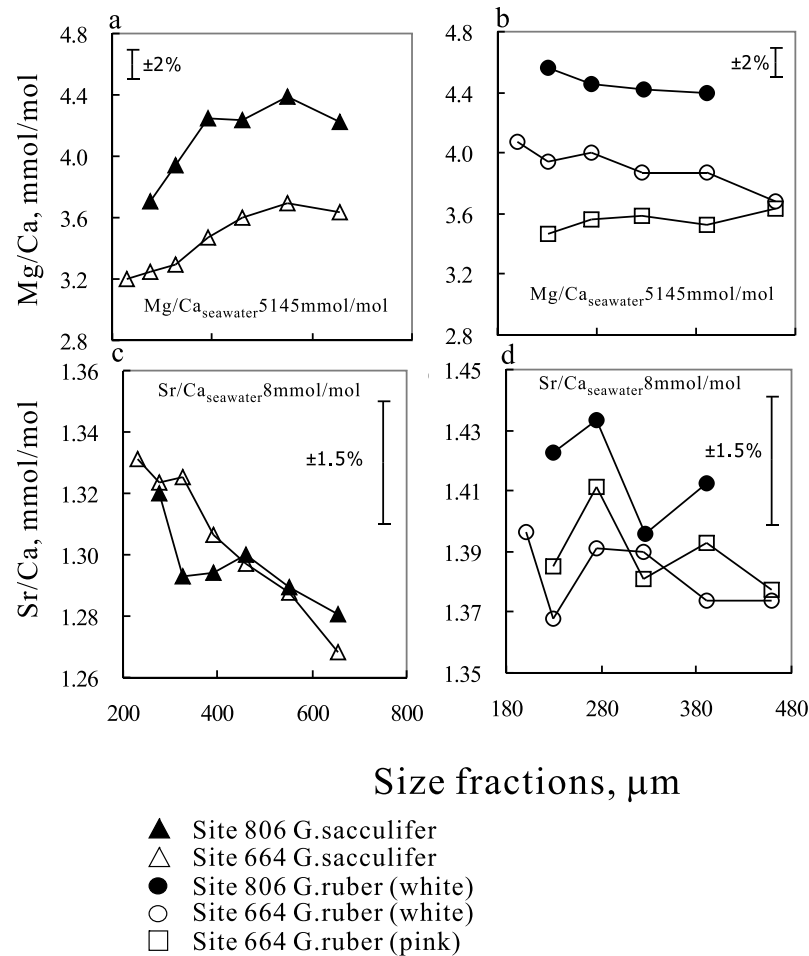 a
b
4.8
4.4
4.0
3.6
3.2
2.8
Mg/Ca, mmol/mol
±2%
Mg/Caseawater5145mmol/mol
4.8
4.4
4.0
3.6
3.2
2.8
±2%
Mg/Caseawater5145mmol/mol
c
d
1.36
1.34
1.32
1.30
1.28
1.26
Sr/Ca, mmol/mol
Sr/Caseawater8mmol/mol
±1.5%
200 400 600 800
1.45
1.43
1.41
1.39
1.37
1.35
Sr/Caseawater8mmol/mol
±1.5%
180 280 380 480
Size fractions, μm
Site 806 G.sacculifer
Site 664 G.sacculifer
Site 806 G.ruber (white)
Site 664 G.ruber (white)
Site 664 G.ruber (pink)